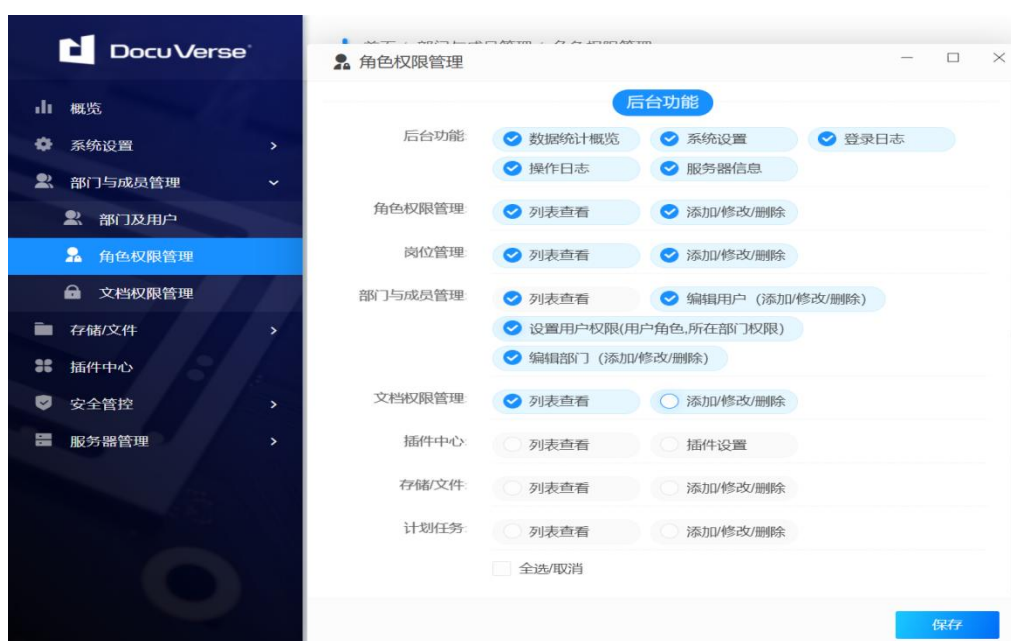 DocuVerse
概览
系统设置
部门与成员管理
部门及用户
角色权限管理
文档权限管理
存储/文件
插件中心
安全管控
服务器管理
角色权限管理
后台功能
后台功能:
数据统计概览 系统设置 登录日志
操作日志 服务器信息
角色权限管理: 列表查看 添加/修改/删除
岗位管理: 列表查看 添加/修改/删除
部门与成员管理: 列表查看 编辑用户 (添加/修改/删除)
设置用户权限(用户角色,所在部门权限)
编辑部门 (添加/修改/删除)
文档权限管理: 列表查看 添加/修改/删除
插件中心: 列表查看 插件设置
存储/文件: 列表查看 添加/修改/删除
计划任务: 列表查看 添加/修改/删除
全选/取消
保存